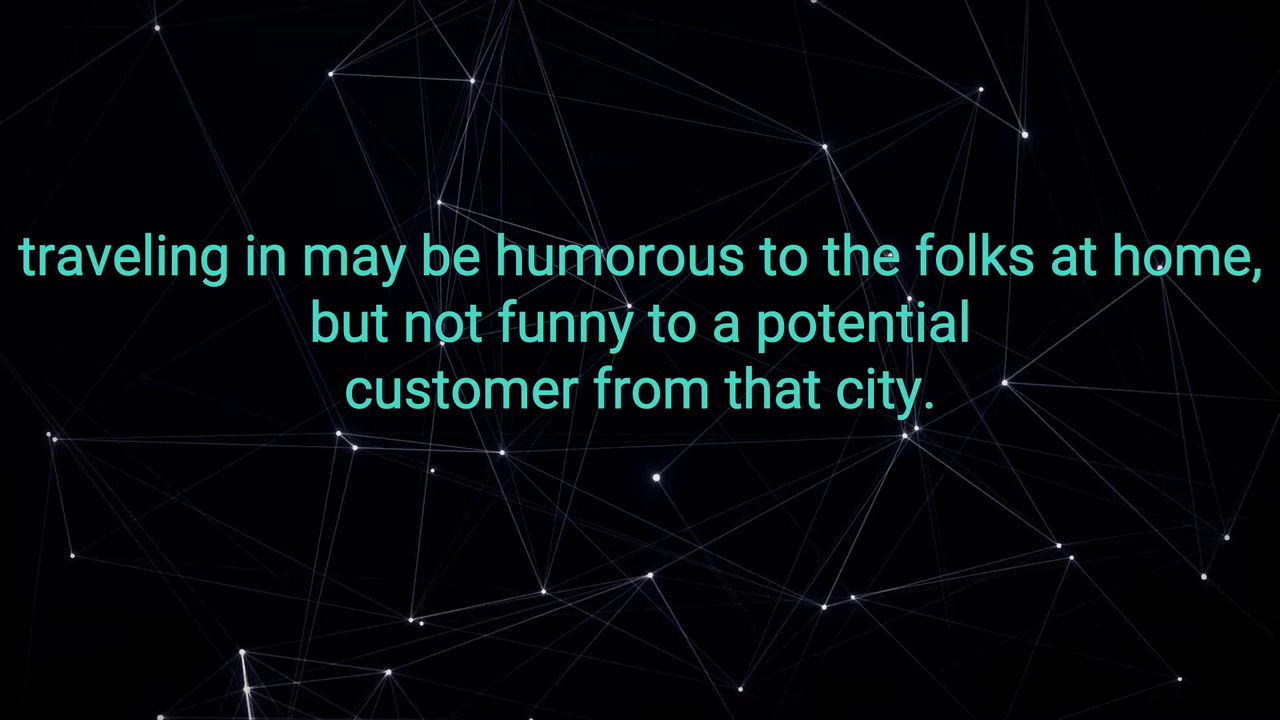 traveling in may be humorous to the folks at home,
but not funny to a potential
customer from that city.